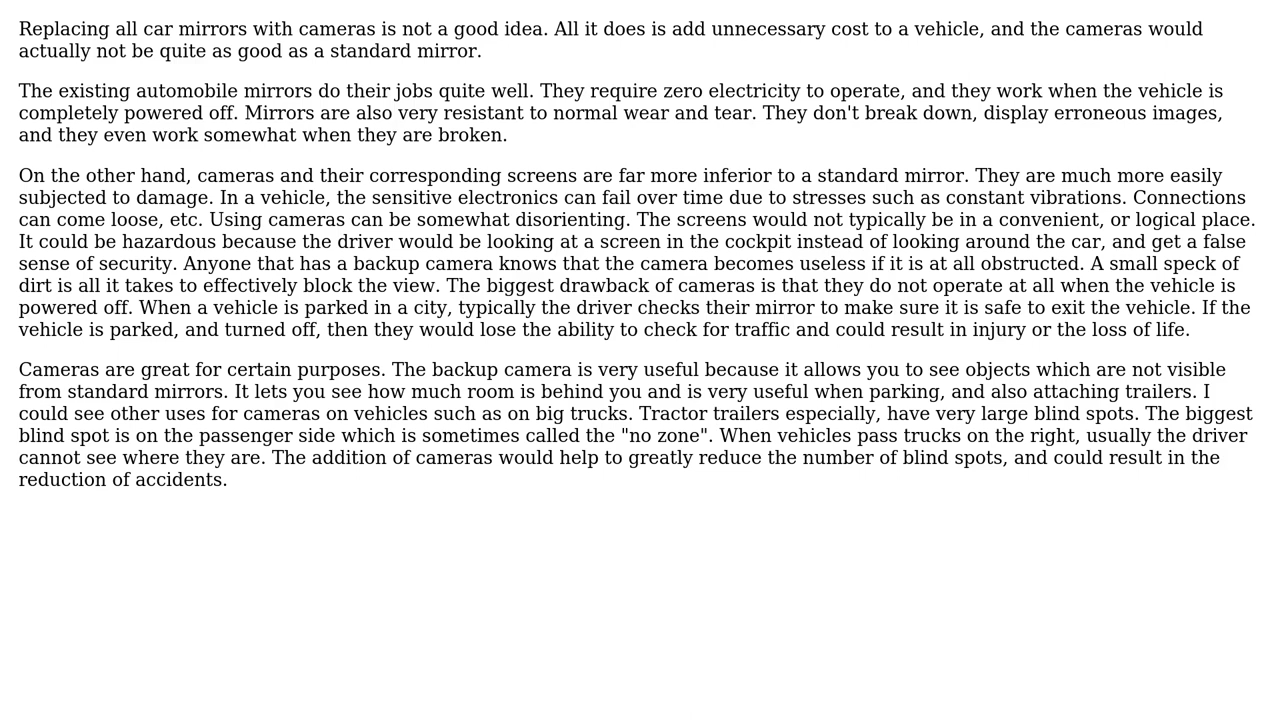 Replacing all car mirrors with cameras is not a good idea. All it does is add unnecessary cost to a vehicle, and the cameras would
actually not be quite as good as a standard mirror.
The existing automobile mirrors do their jobs quite well. They require zero electricity to operate, and they work when the vehicle is
completely powered off. Mirrors are also very resistant to normal wear and tear. They don't break down, display erroneous images,
and they even work somewhat when they are broken.
On the other hand, cameras and their corresponding screens are far more inferior to a standard mirror. They are much more easily
subjected to damage. In a vehicle, the sensitive electronics can fail over time due to stresses such as constant vibrations. Connections
can come loose, etc. Using cameras can be somewhat disorienting. The screens would not typically be in a convenient, or logical place.
It could be hazardous because the driver would be looking at a screen in the cockpit instead of looking around the car, and get a false
sense of security. Anyone that has a backup camera knows that the camera becomes useless if it is at all obstructed. A small speck of
dirt is all it takes to effectively block the view. The biggest drawback of cameras is that they do not operate at all when the vehicle is
powered off. When a vehicle is parked in a city, typically the driver checks their mirror to make sure it is safe to exit the vehicle. If the
vehicle is parked, and turned off, then they would lose the ability to check for traffic and could result in injury or the loss of life.
Cameras are great for certain purposes. The backup camera is very useful because it allows you to see objects which are not visible
from standard mirrors. It lets you see how much room is behind you and is very useful when parking, and also attaching trailers. I
could see other uses for cameras on vehicles such as on big trucks. Tractor trailers especially, have very large blind spots. The biggest
blind spot is on the passenger side which is sometimes called the "no zone". When vehicles pass trucks on the right, usually the driver
cannot see where they are. The addition of cameras would help to greatly reduce the number of blind spots, and could result in the
reduction of accidents.